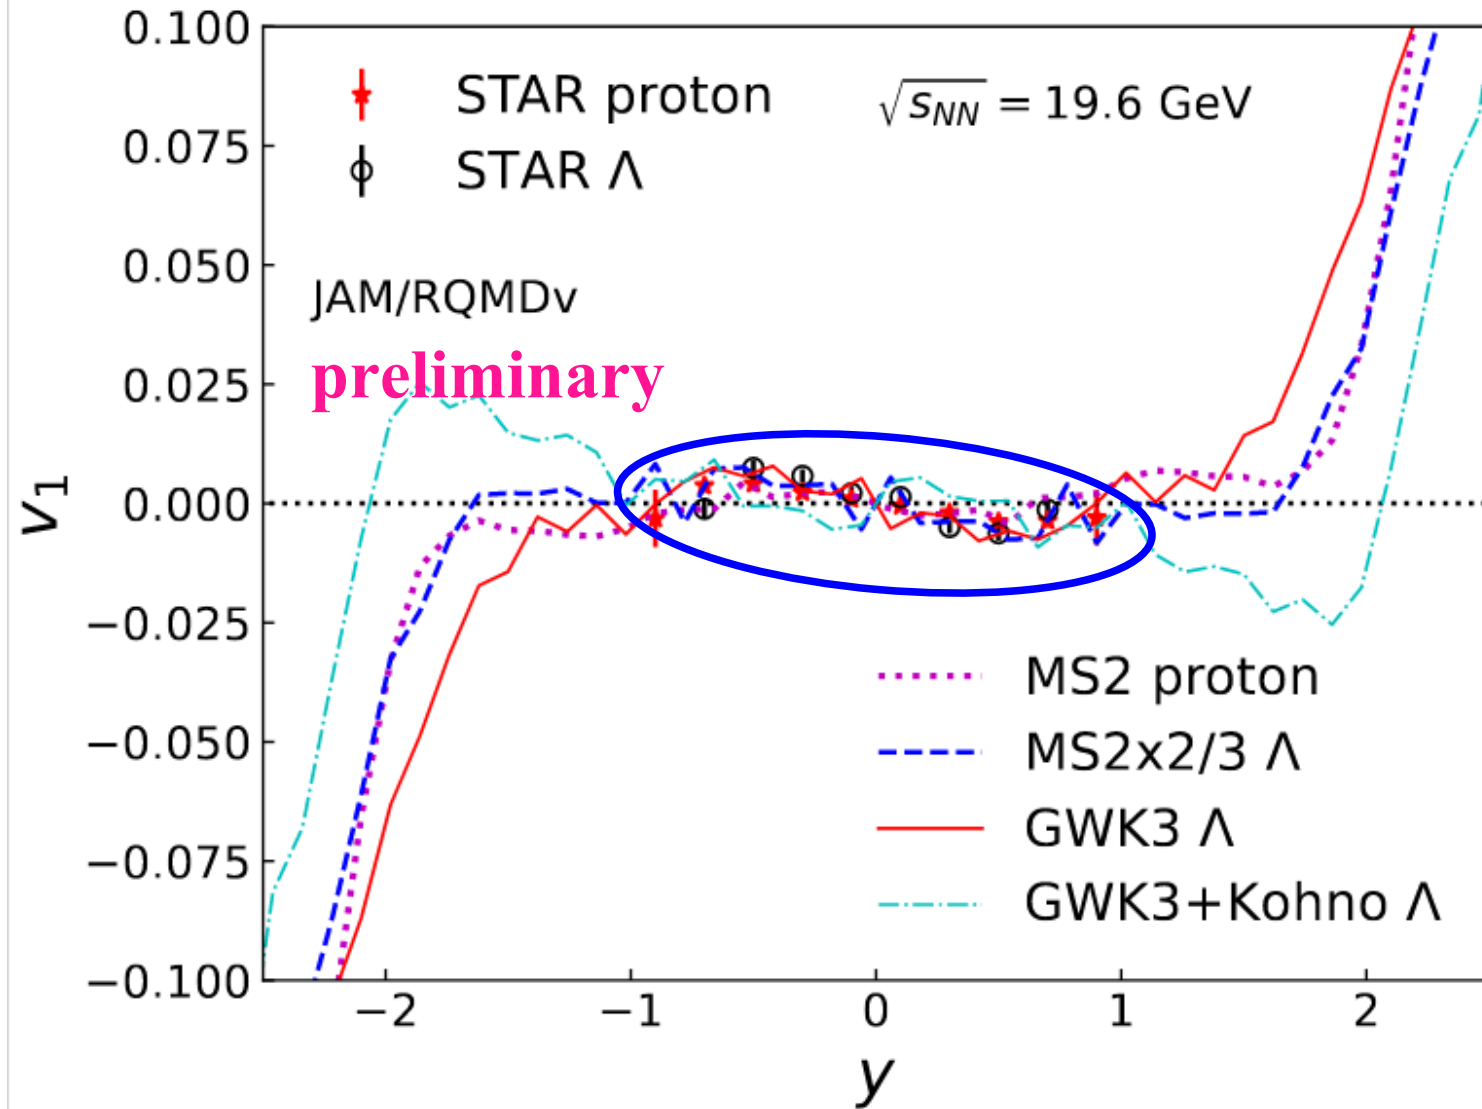 0.100
0.075
0.050
0.025
0.000
−0.025
−0.050
−0.075
−0.100
v₁
STAR proton
STAR Λ
√sNN = 19.6 GeV
JAM/RQMDv
preliminary
MS2 proton
MS2x2/3 Λ
GWK3 Λ
GWK3+Kohno Λ
−2 −1 0 1 2
y